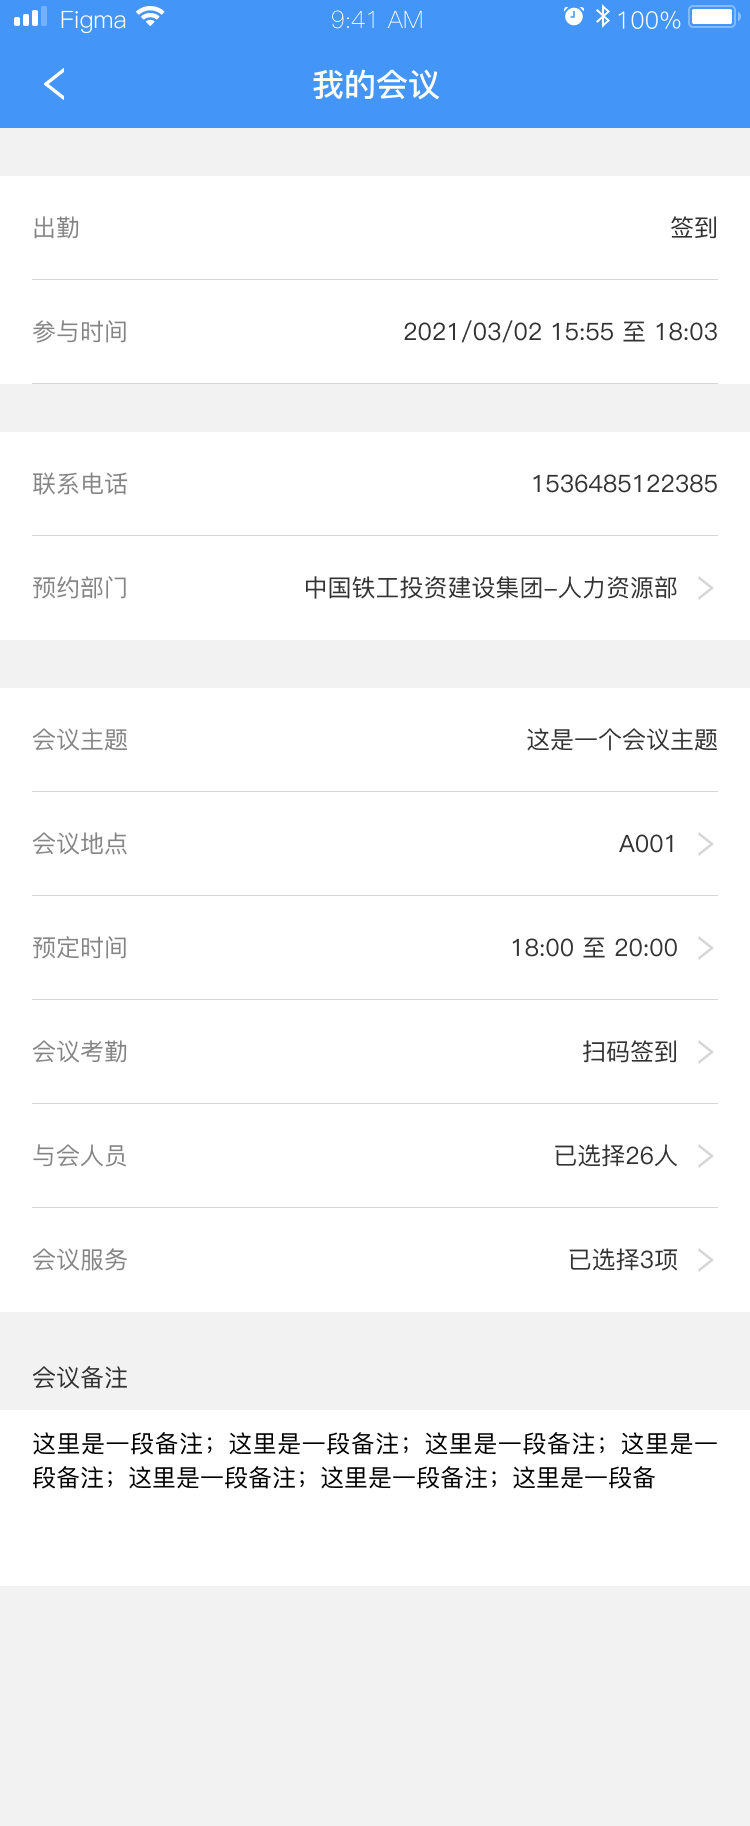 Figma 9:41 AM 100%
我的会议
出勤 签到
参与时间 2021/03/02 15:55 至 18:03
联系电话 1536485122385
预约部门 中国铁工投资建设集团-人力资源部
会议主题 这是一个会议主题
会议地点 A001
预定时间 18:00 至 20:00
会议考勤 扫码签到
与会人员 已选择26人
会议服务 已选择3项
会议备注
这里是一段备注；这里是一段备注；这里是一段备注；这里是一
段备注；这里是一段备注；这里是一段备注；这里是一段备